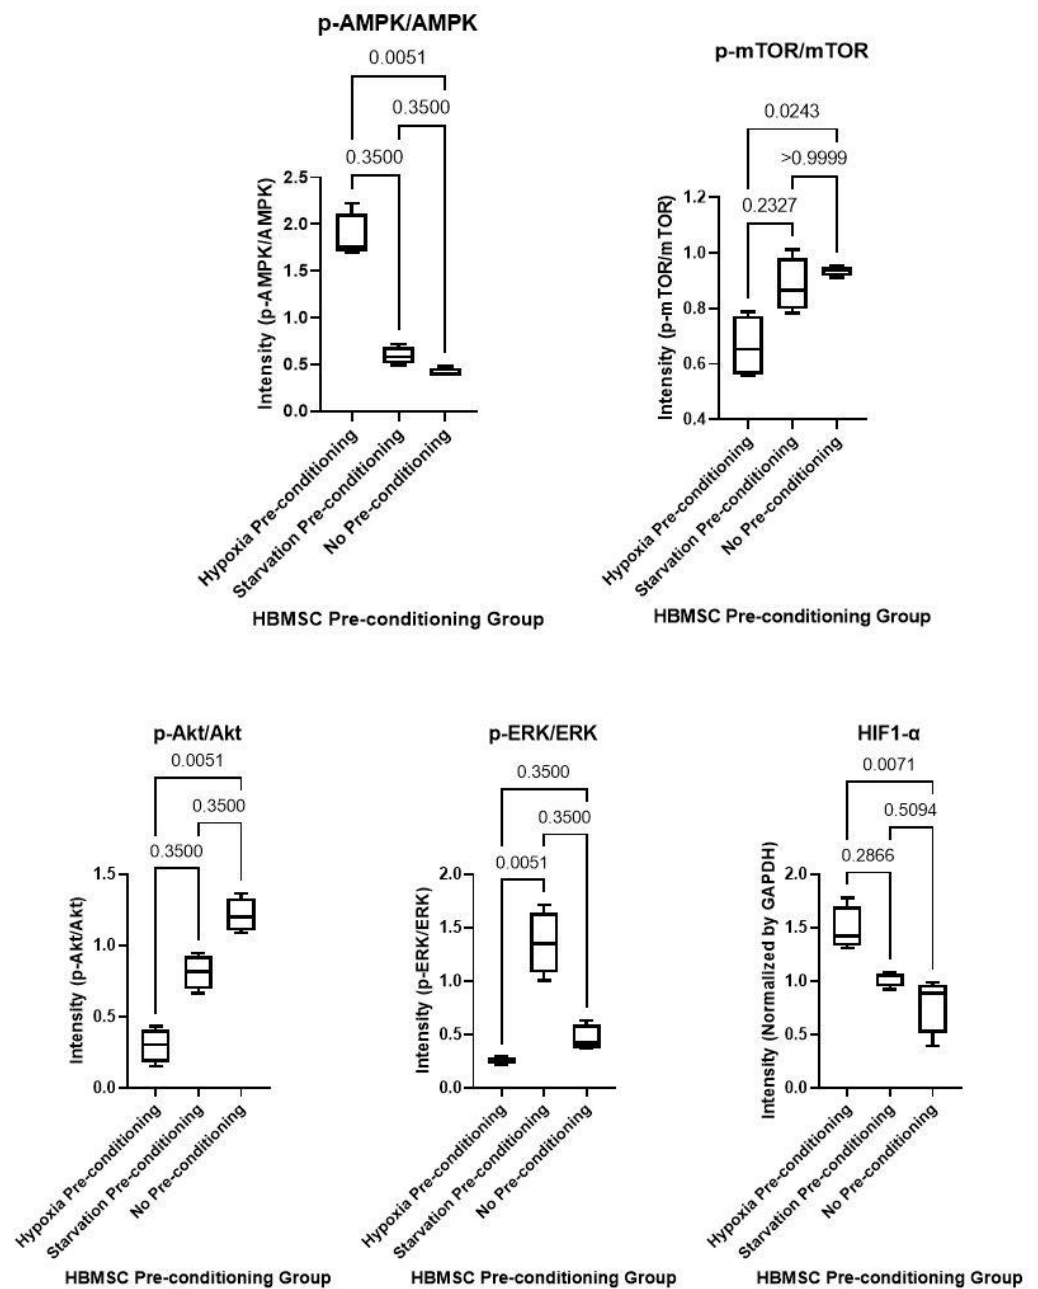 p-AMPK/AMPK
0.0051
0.3500
0.3500
Intensity (p-AMPK/AMPK)
2.5
2.0
1.5
1.0
0.5
0.0
Hypoxia Pre-conditioning
Starvation Pre-conditioning
No Pre-conditioning
HBMSC Pre-conditioning Group
p-mTOR/mTOR
0.0243
>0.9999
0.2327
Intensity (p-mTOR/mTOR)
1.2
1.0
0.8
0.6
0.4
Hypoxia Pre-conditioning
Starvation Pre-conditioning
No Pre-conditioning
HBMSC Pre-conditioning Group
p-Akt/Akt
0.0051
0.3500
0.3500
Intensity (p-Akt/Akt)
1.5
1.0
0.5
0.0
Hypoxia Pre-conditioning
Starvation Pre-conditioning
No Pre-conditioning
HBMSC Pre-conditioning Group
p-ERK/ERK
0.3500
0.3500
0.0051
Intensity (p-ERK/ERK)
2.0
1.5
1.0
0.5
0.0
Hypoxia Pre-conditioning
Starvation Pre-conditioning
No Pre-conditioning
HBMSC Pre-conditioning Group
HIF1-α
0.0071
0.5094
0.2866
Intensity (Normalized by GAPDH)
2.0
1.5
1.0
0.5
0.0
Hypoxia Pre-conditioning
Starvation Pre-conditioning
No Pre-conditioning
HBMSC Pre-conditioning Group